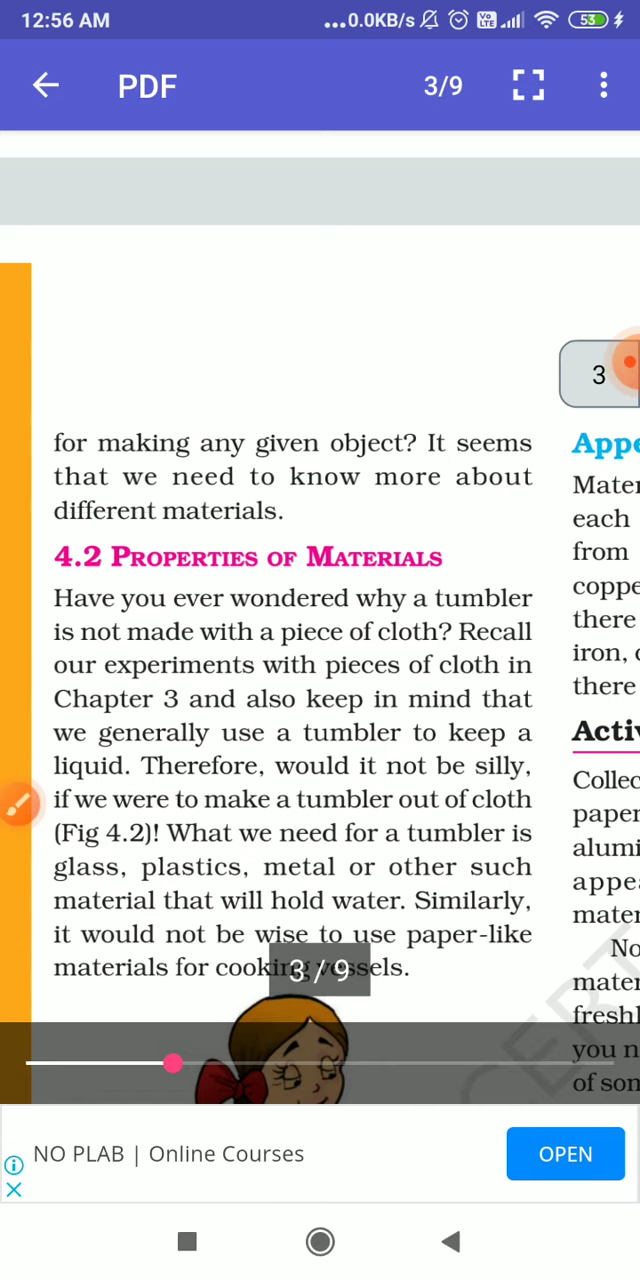 12:56 AM
...0.0KB/s
Vo
LTE
53
PDF
3/9
3
for making any given object? It seems
that we need to know more about
different materials.
4.2 PROPERTIES OF MATERIALS
Have you ever wondered why a tumbler
is not made with a piece of cloth? Recall
our experiments with pieces of cloth in
Chapter 3 and also keep in mind that
we generally use a tumbler to keep a
liquid. Therefore, would it not be silly,
if we were to make a tumbler out of cloth
(Fig 4.2)! What we need for a tumbler is
glass, plastics, metal or other such
material that will hold water. Similarly,
it would not be wise to use paper-like
materials for cooking vessels.
3 / 9
Appe
Mater
each
from
coppe
there
iron,
there
Activ
Collec
paper
alumi
appea
mater
No
mater
freshl
you n
of som
NCERT
NO PLAB | Online Courses
OPEN